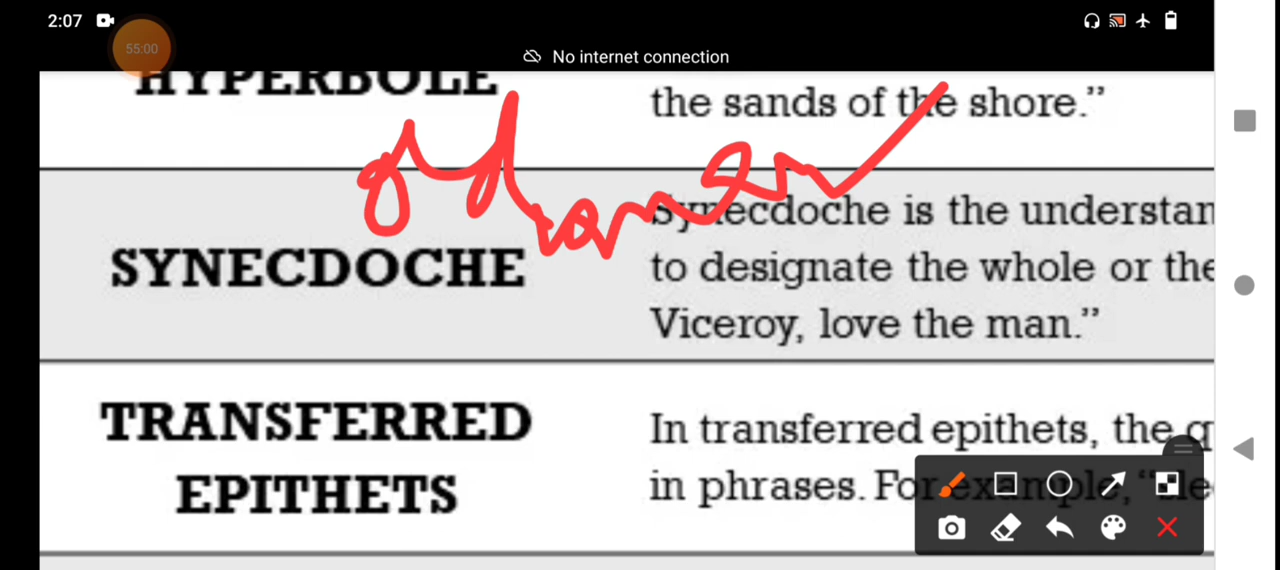 2:07
55:00
No internet connection
HYPERBOLE
the sands of the shore.”
SYNECDOCHE
Synecdoche is the understan
to designate the whole or the
Viceroy, love the man.”
TRANSFERRED
EPITHETS
In transferred epithets, the q
in phrases. For example, “